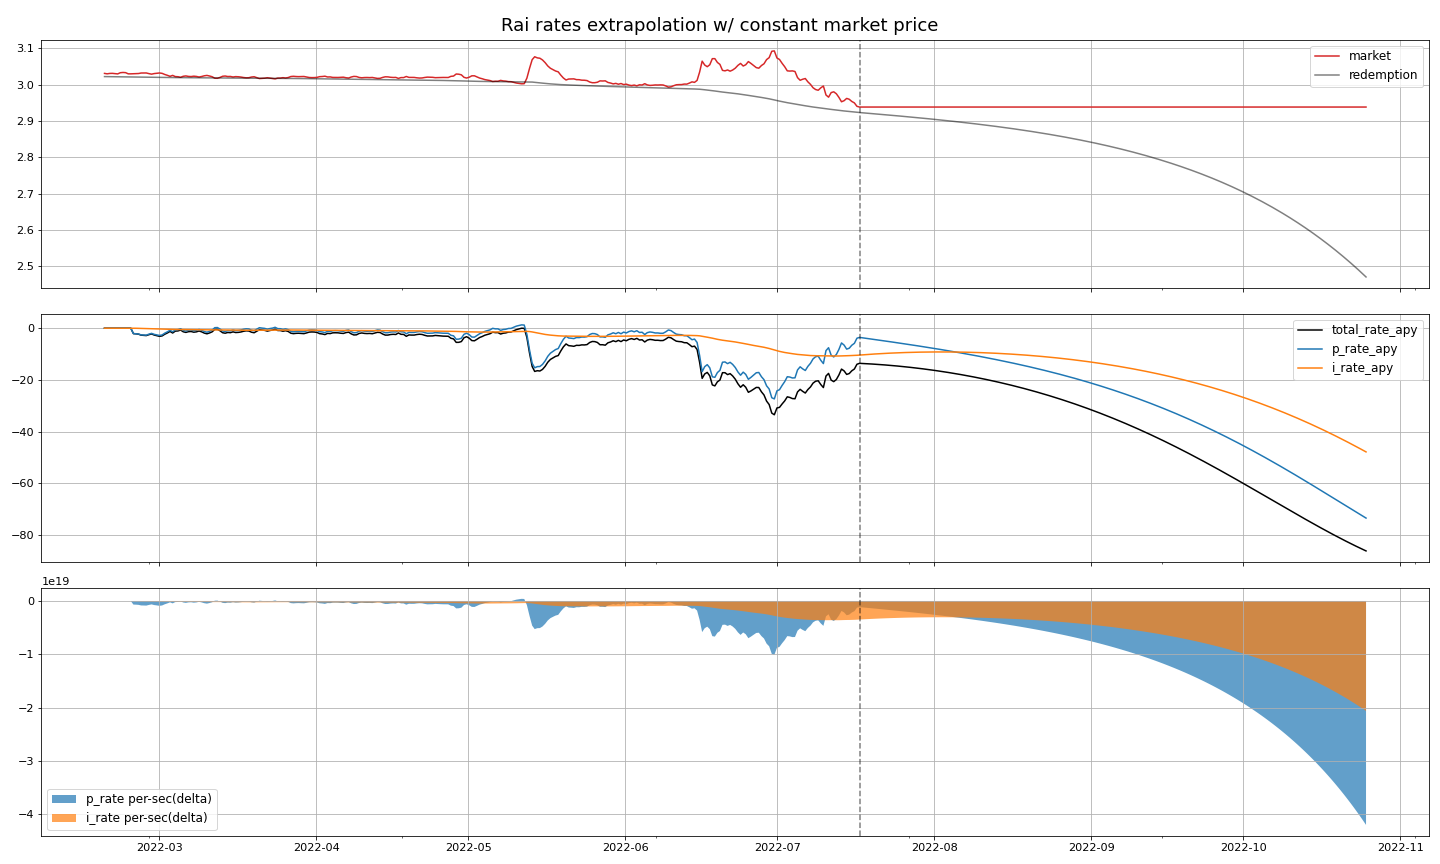 Rai rates extrapolation w/ constant market price
3.1
3.0
2.9
2.8
2.7
2.6
2.5
market
redemption
0
−20
−40
−60
−80
total_rate_apy
p_rate_apy
i_rate_apy
1e19
0
−1
−2
−3
−4
p_rate per-sec(delta)
i_rate per-sec(delta)
2022-03 2022-04 2022-05 2022-06 2022-07 2022-08 2022-09 2022-10 2022-11